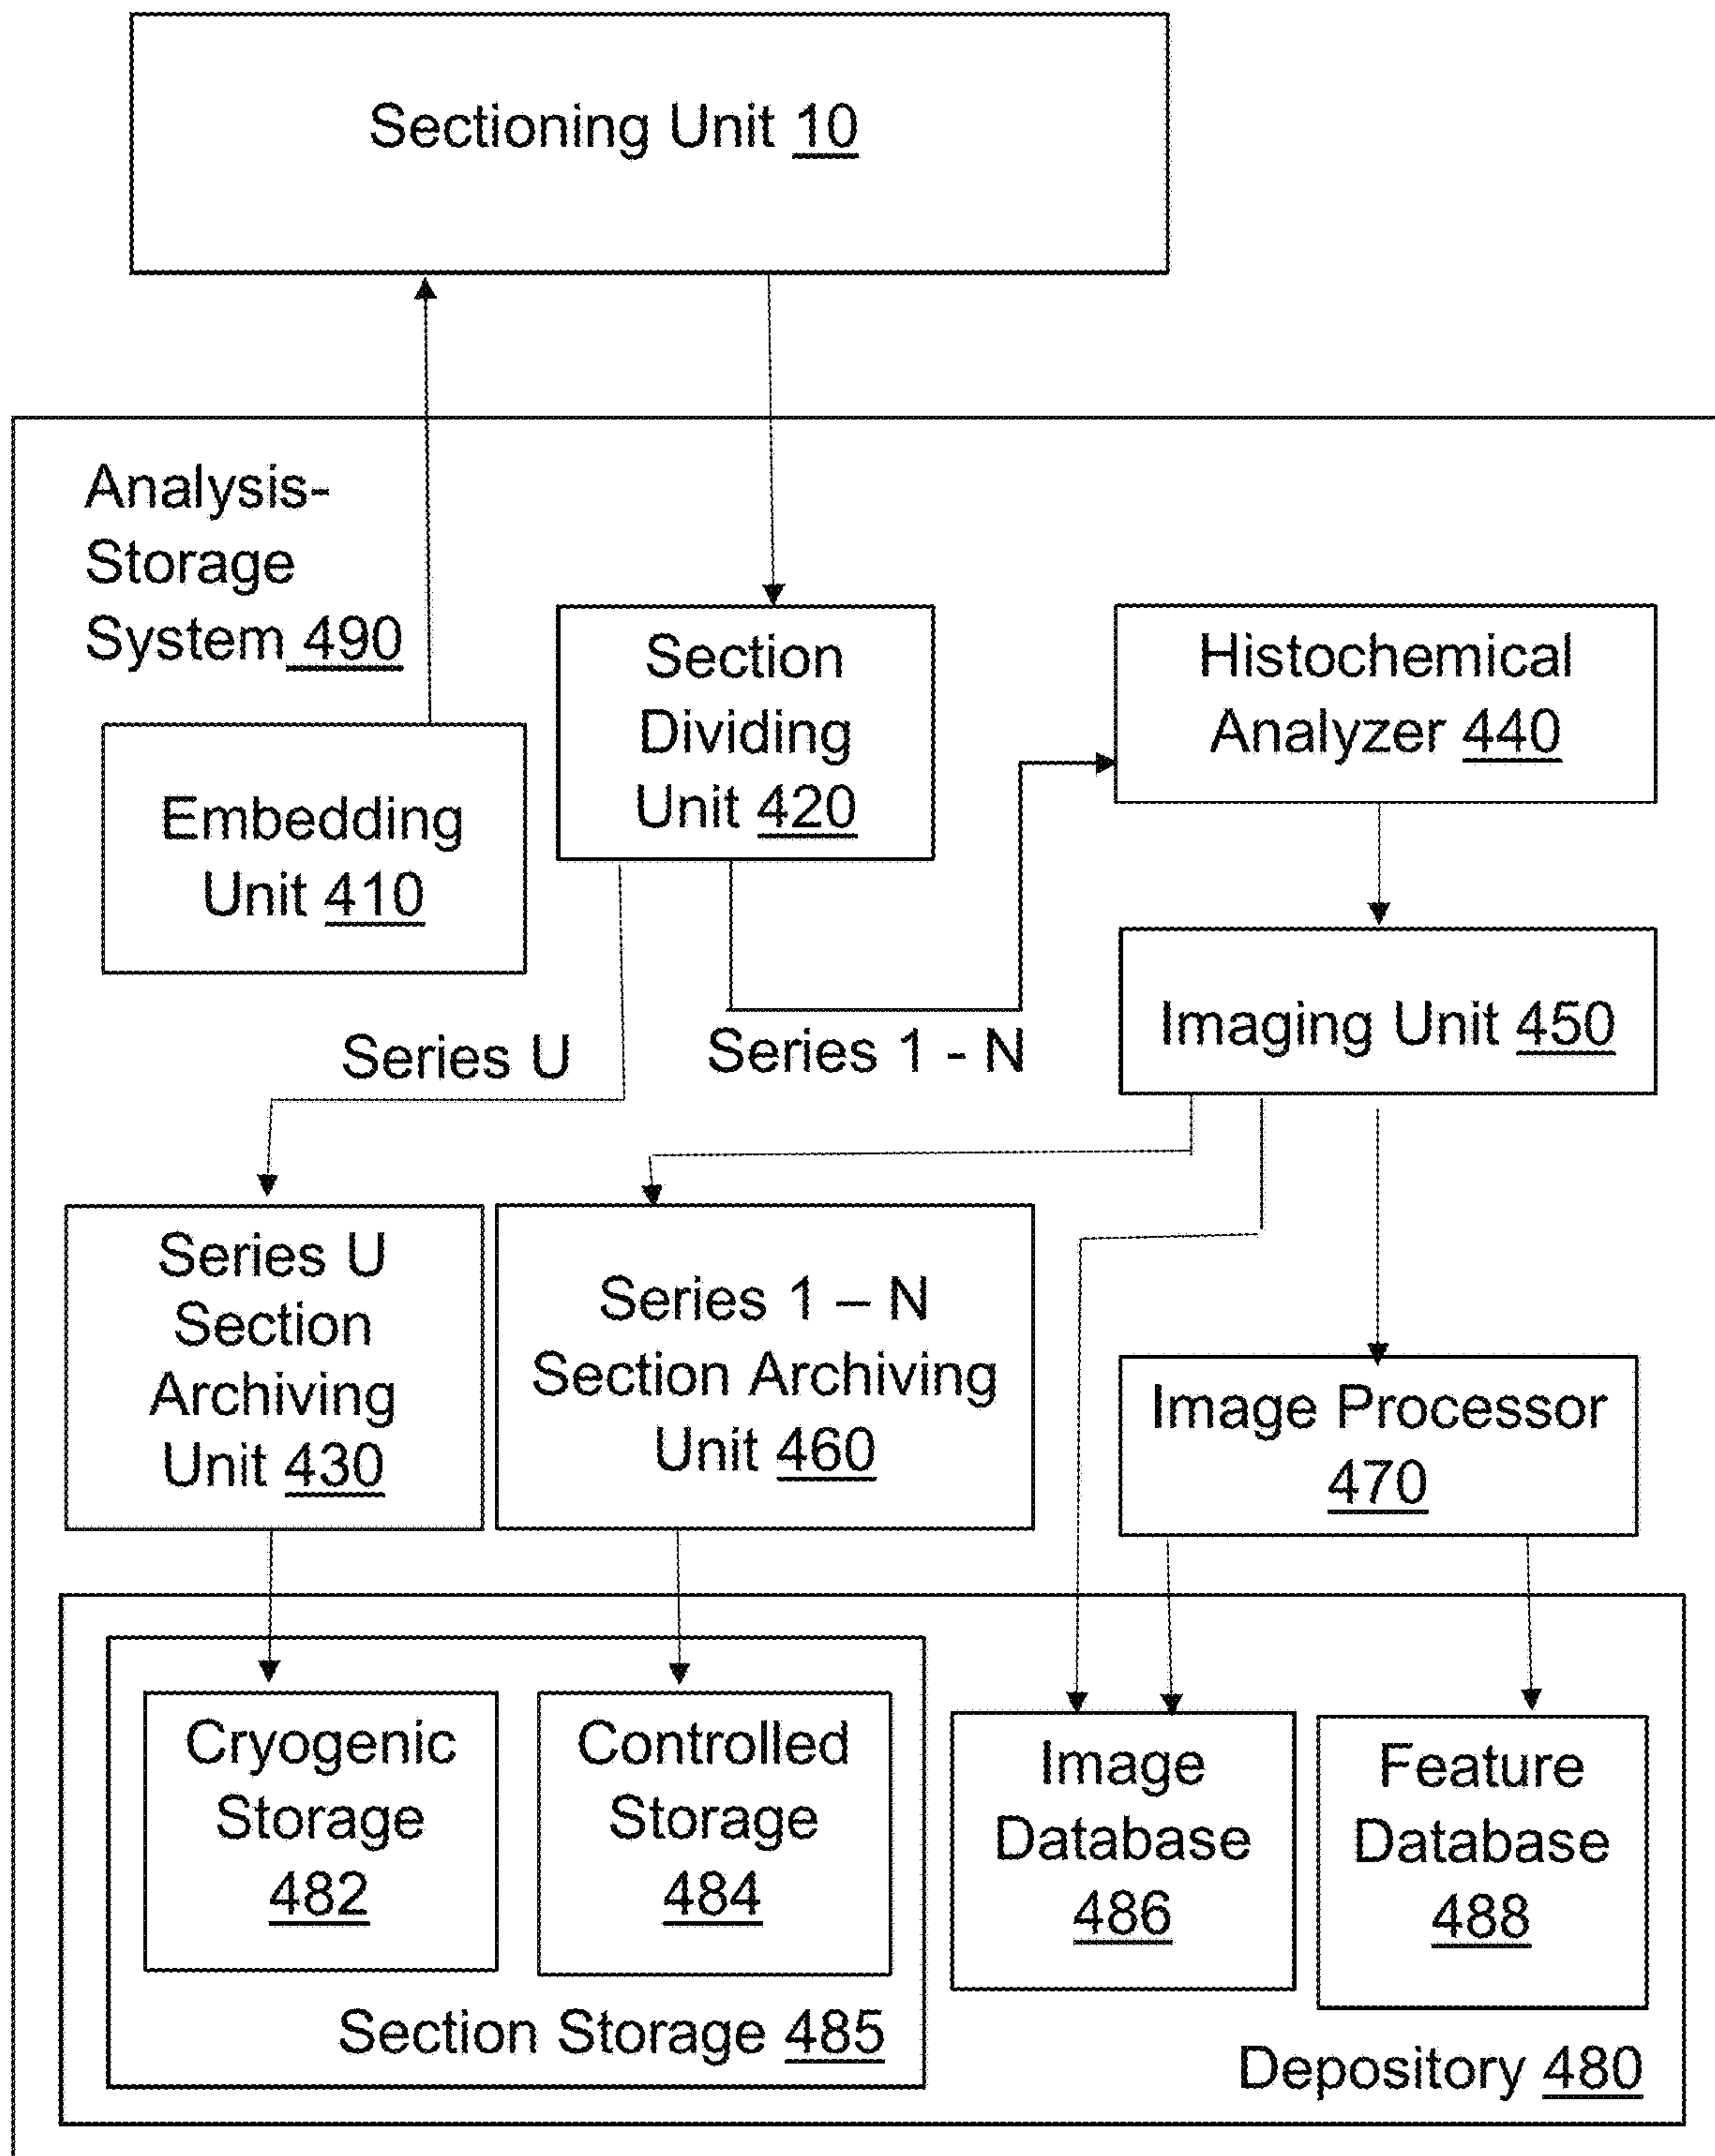 Sectioning Unit 10
Analysis-
Storage
System 490
Section
Dividing
Unit 420
Histochemical
Analyzer 440
Embedding
Unit 410
Imaging Unit 450
Series U
Series 1 - N
Series U
Section
Archiving
Unit 430
Series 1 – N
Section Archiving
Unit 460
Image Processor
470
Cryogenic
Storage
482
Controlled
Storage
484
Image
Database
486
Feature
Database
488
Section Storage 485
Depository 480